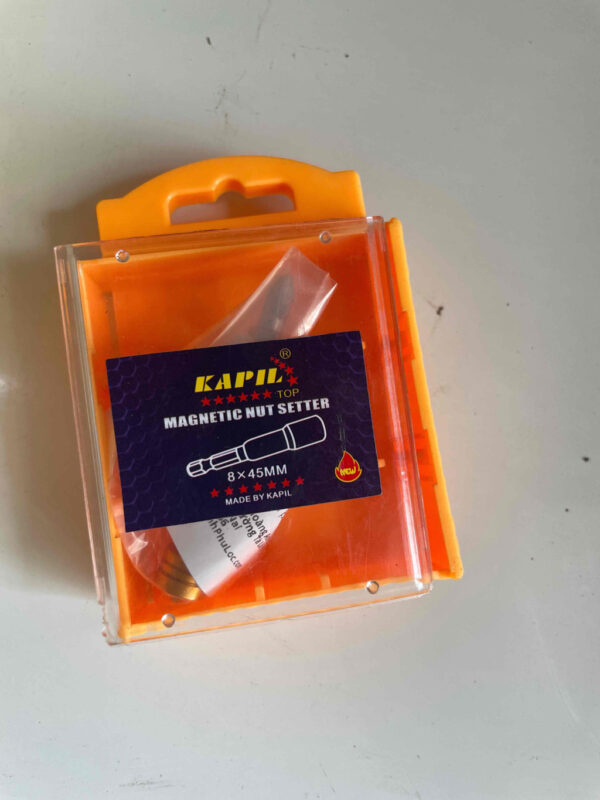 KAPIL ®
TOP
MAGNETIC NUT SETTER
8×45MM
NEW
MADE BY KAPIL